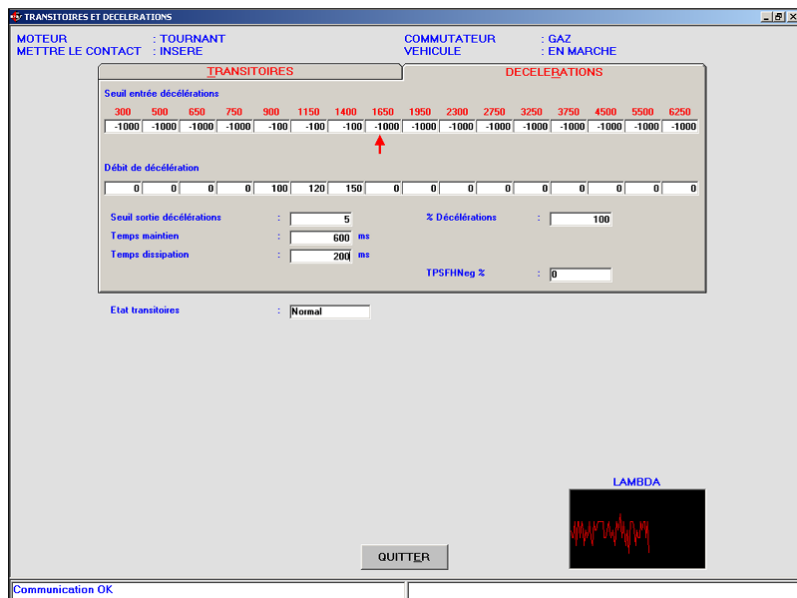 TRANSITOIRES ET DECELERATIONS
MOTEUR : TOURNANT COMMUTATEUR : GAZ
METTRE LE CONTACT : INSERE VEHICULE : EN MARCHE
TRANSITOIRES DECELERATIONS
Seuil entrée décélérations
300 500 650 750 900 1150 1400 1650 1950 2300 2750 3250 3750 4500 5500 6250
-1000 -1000 -1000 -1000 -100 -100 -100 -1000 -1000 -1000 -1000 -1000 -1000 -1000 -1000 -1000
Débit de décélération
0 0 0 0 100 120 150 0 0 0 0 0 0 0 0 0
Seuil sortie décélérations : 5 % Décélérations : 100
Temps maintien : 600 ms
Temps dissipation : 200 ms
TPSFHNeg % : 0
Etat transitoires : Normal
LAMBDA
QUITTER
Communication OK